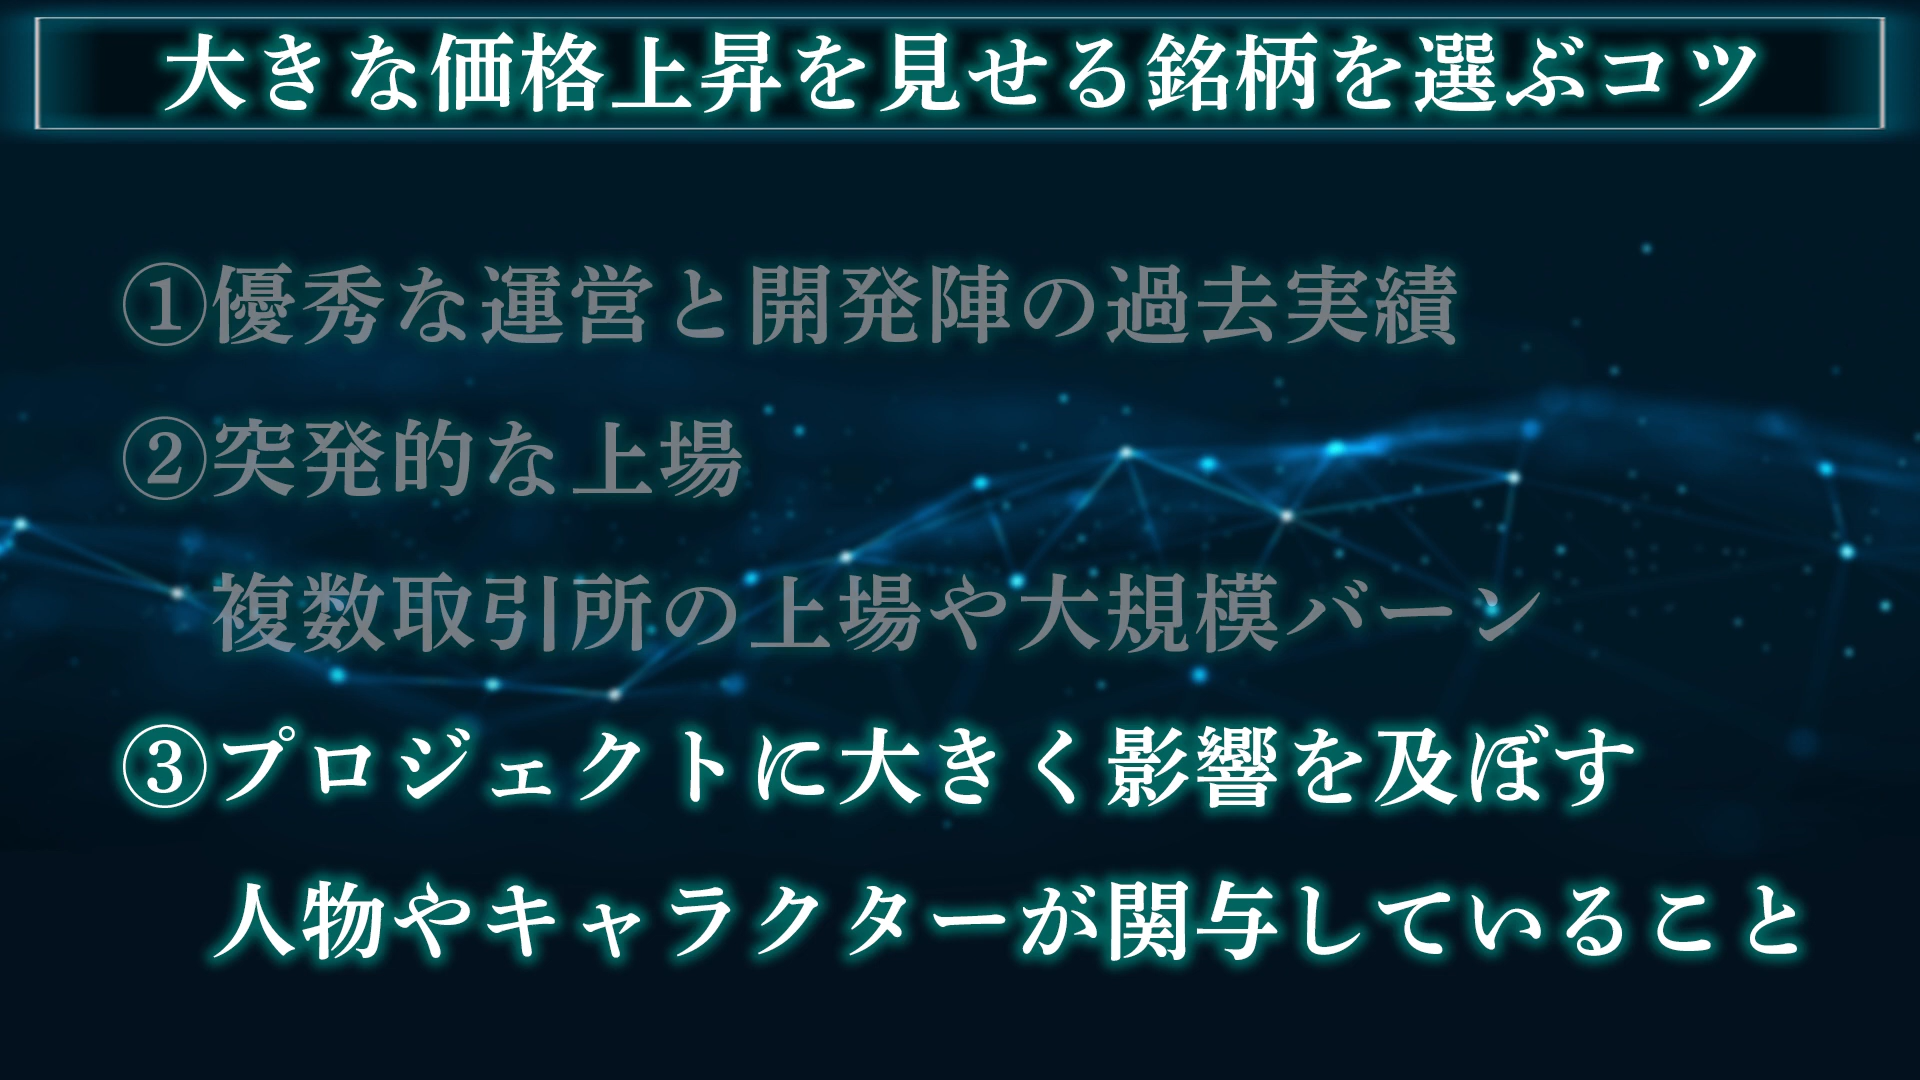 大きな価格上昇を見せる銘柄を選ぶコツ
①優秀な運営と開発陣の過去実績
②突発的な上場
複数取引所の上場や大規模バーン
③プロジェクトに大きく影響を及ぼす
人物やキャラクターが関与していること